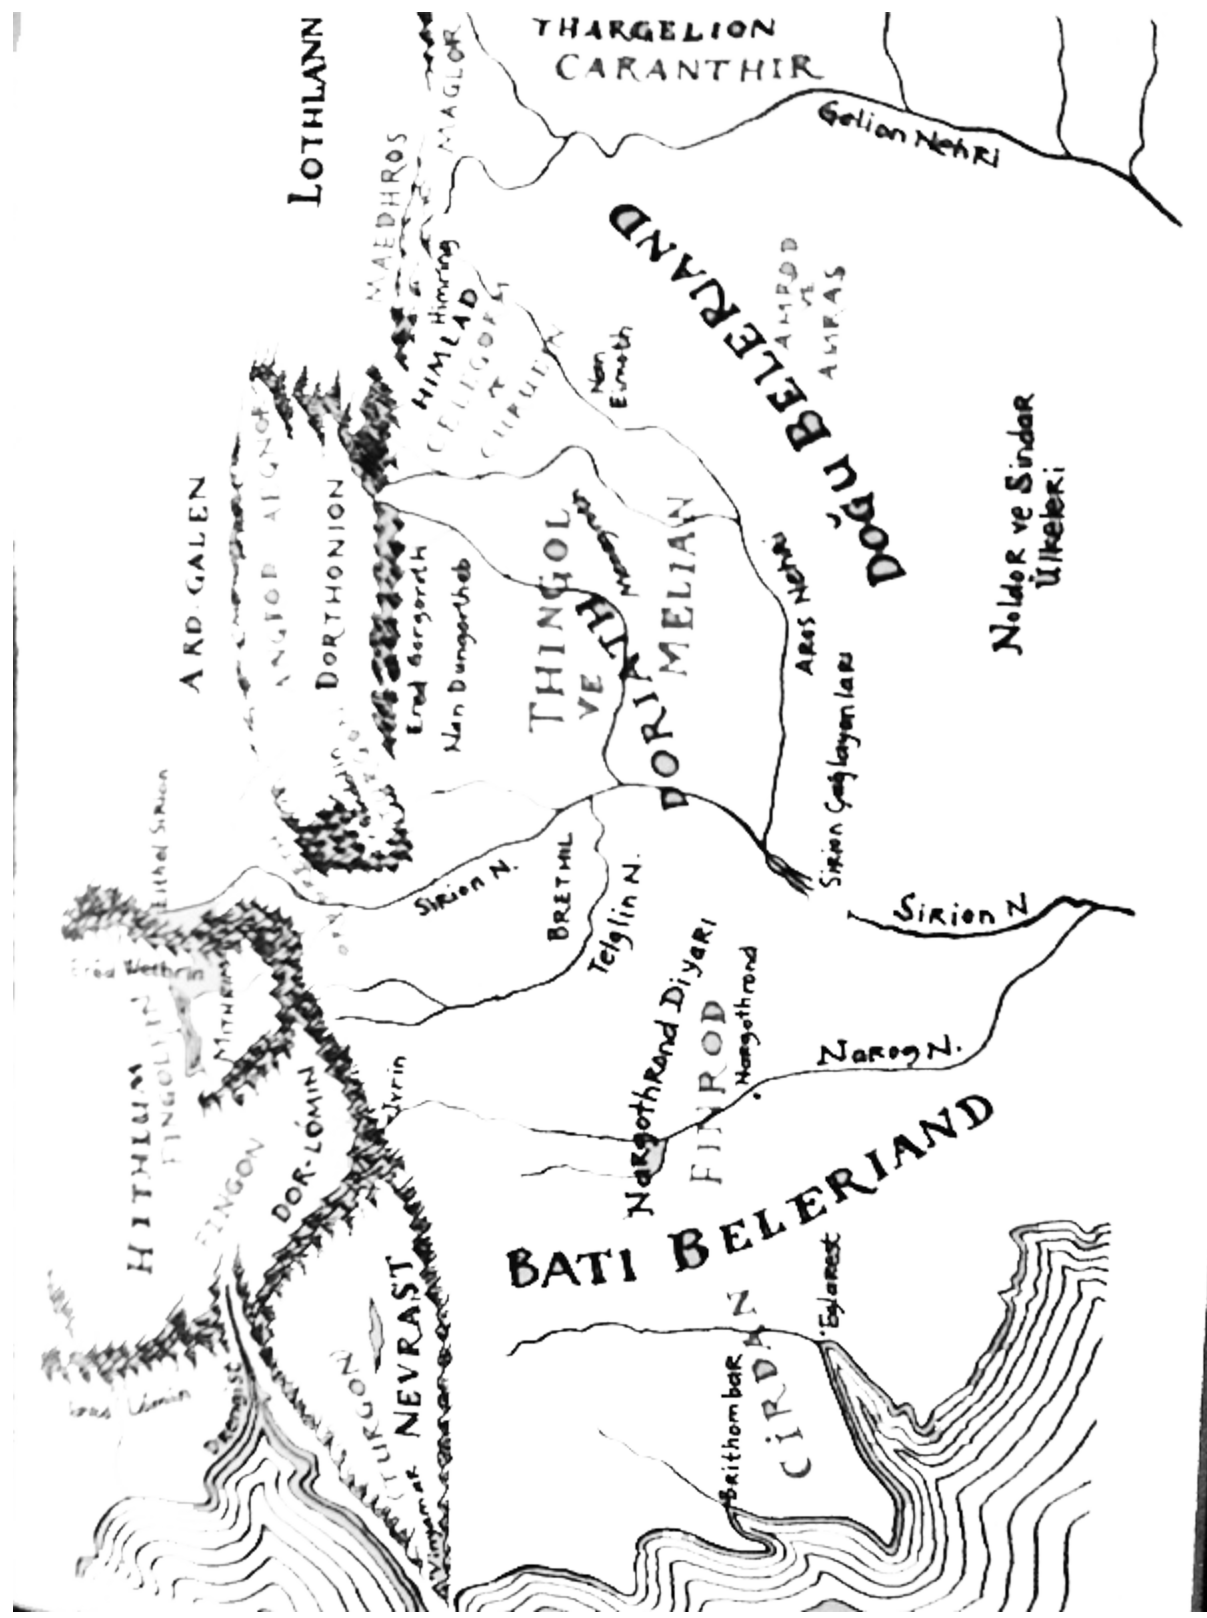 LOTHLANN
THARGELION
CARANTHIR
MAGLOR
MAEDHROS
Gelion Nehri
Himring
HIMLAD
DOĞU BELERIAND
AMROD
VE
AMRAS
Nan
Elmoth
ARD-GALEN
DORTHONION
Ered Gorgoroth
Nan Dungortheb
THINGOL
VE
MELIAN
DORIATH
AROS Nehri
Sirion Çağlayanları
Noldor ve Sindar
Ülkeleri
Eithel Sirion
Ered Wethrin
MITHRIM
HITHLUM
FINGOLFIN
FINGON
DOR-LÓMIN
Sirion N.
BRETHIL
Teiglin N.
Sirion N
Ivrin
Nargothrond Diyarı
FINROD
Nargothrond
Narog N.
BATI BELERIAND
Drengist
TURGON
NEVRAST
Vinyamar
Eglarest
Brithombar
CİRDAN